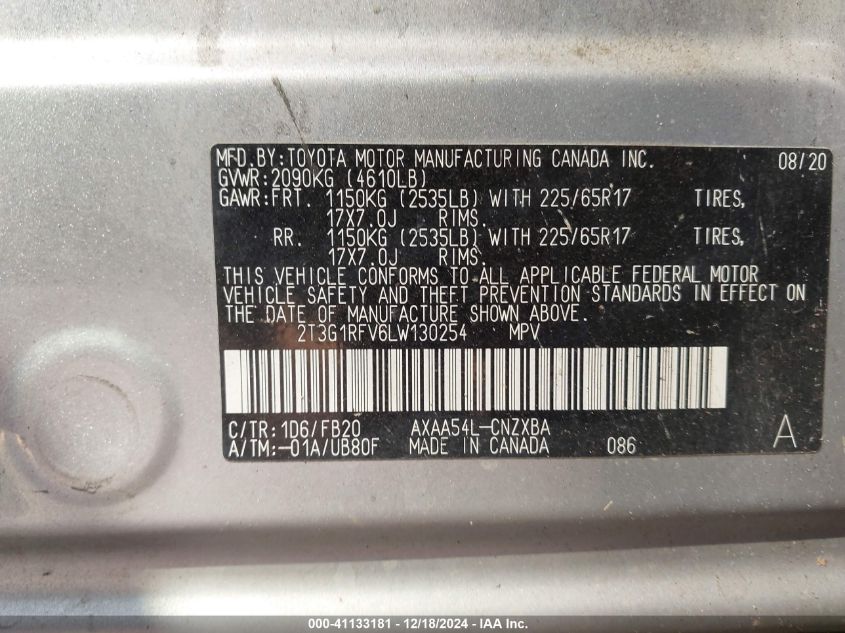 MFD.BY:TOYOTA MOTOR MANUFACTURING CANADA INC. 08/20
GVWR:2090KG (4610LB)
GAWR:FRT. 1150KG (2535LB) WITH 225/65R17 TIRES,
17X7.0J RIMS.
RR. 1150KG (2535LB) WITH 225/65R17 TIRES,
17X7.0J RIMS.
THIS VEHICLE CONFORMS TO ALL APPLICABLE FEDERAL MOTOR
VEHICLE SAFETY AND THEFT PREVENTION STANDARDS IN EFFECT ON
THE DATE OF MANUFACTURE SHOWN ABOVE.
2T3G1RFV6LW130254 MPV
C/TR:1D6/FB20 AXAA54L-CNZXBA A
A/TM:-01A/UB80F MADE IN CANADA 086
000-41133181 - 12/18/2024 - IAA Inc.